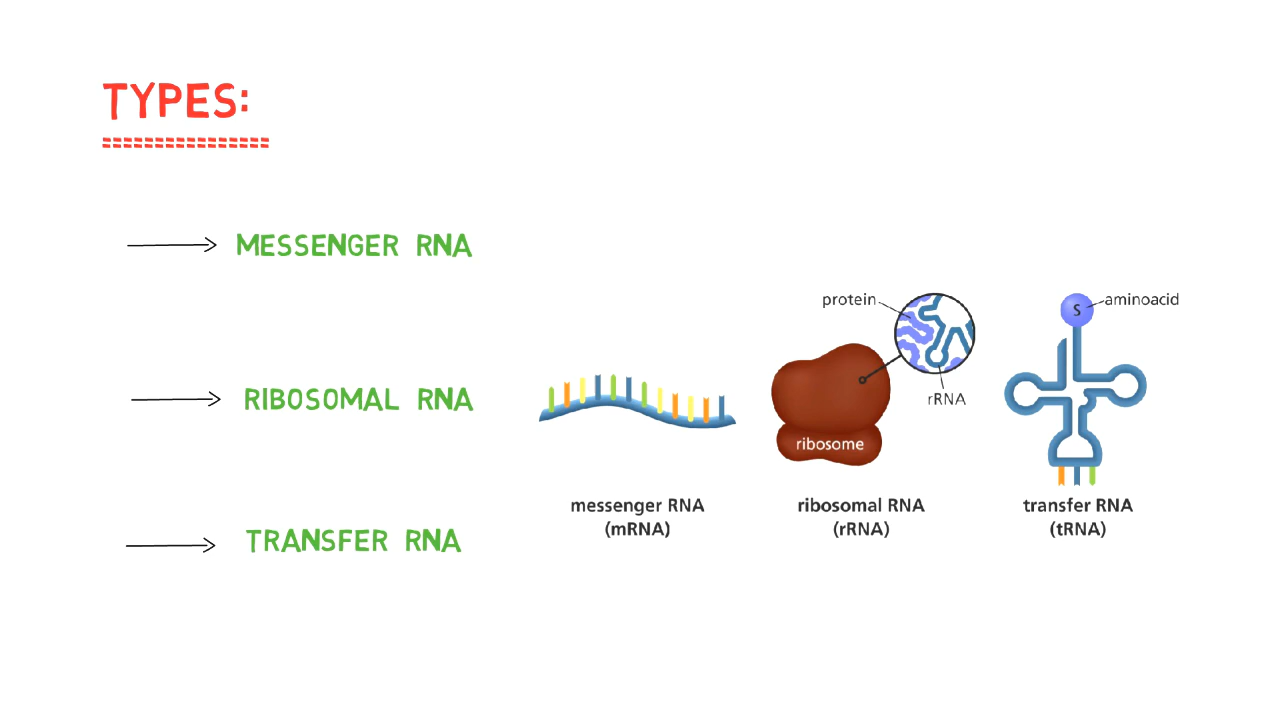 TYPES:
MESSENGER RNA
RIBOSOMAL RNA
TRANSFER RNA
protein
rRNA
ribosome
S
aminoacid
messenger RNA
(mRNA)
ribosomal RNA
(rRNA)
transfer RNA
(tRNA)